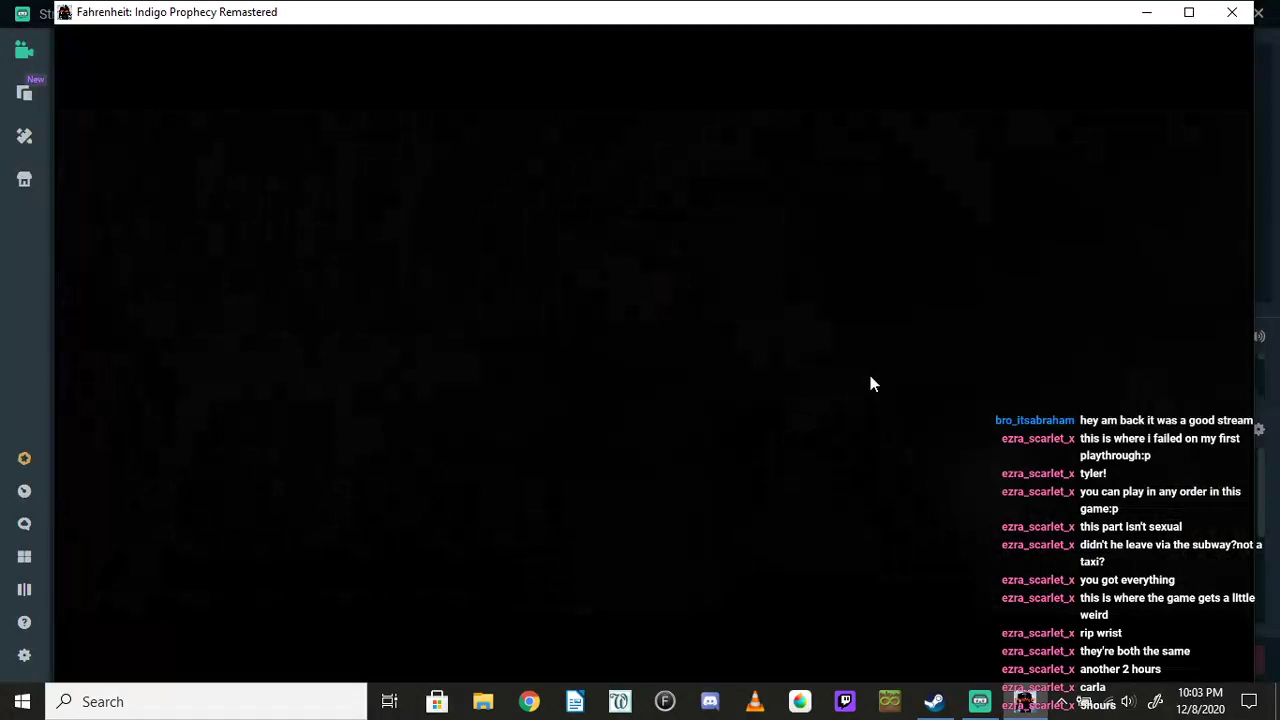 St
Fahrenheit: Indigo Prophecy Remastered
New
bro_itsabraham hey am back it was a good stream
ezra_scarlet_x this is where i failed on my first
playthrough:p
ezra_scarlet_x tyler!
ezra_scarlet_x you can play in any order in this
game:p
ezra_scarlet_x this part isn't sexual
ezra_scarlet_x didn't he leave via the subway?not a
taxi?
ezra_scarlet_x you got everything
ezra_scarlet_x this is where the game gets a little
weird
ezra_scarlet_x rip wrist
ezra_scarlet_x they're both the same
ezra_scarlet_x another 2 hours
ezra_scarlet_x carla
ezra_scarlet_x hours
Search
10:03 PM
12/8/2020